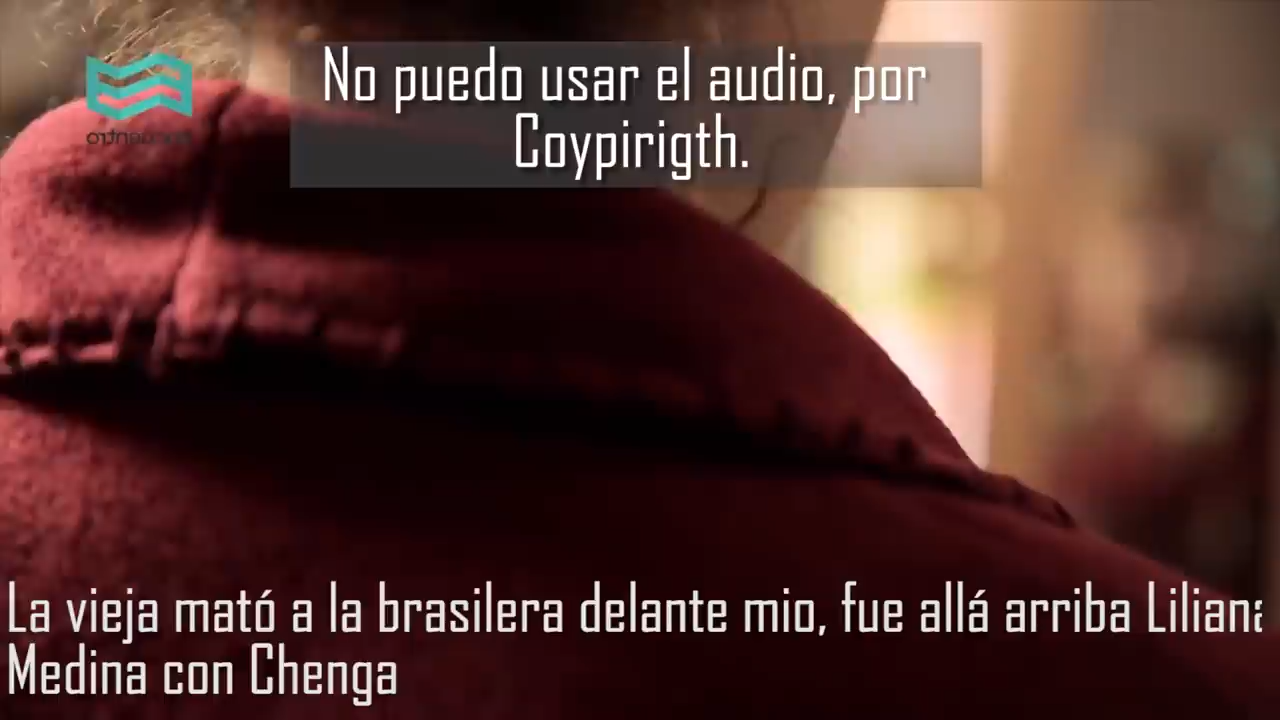 No puedo usar el audio, por
Coypirigth.
La vieja mató a la brasilera delante mio, fue allá arriba Liliana
Medina con Chenga